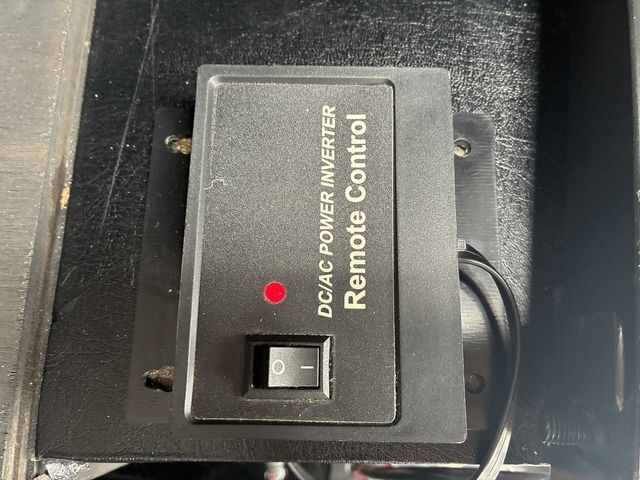 DC/AC POWER INVERTER
Remote Control
O I